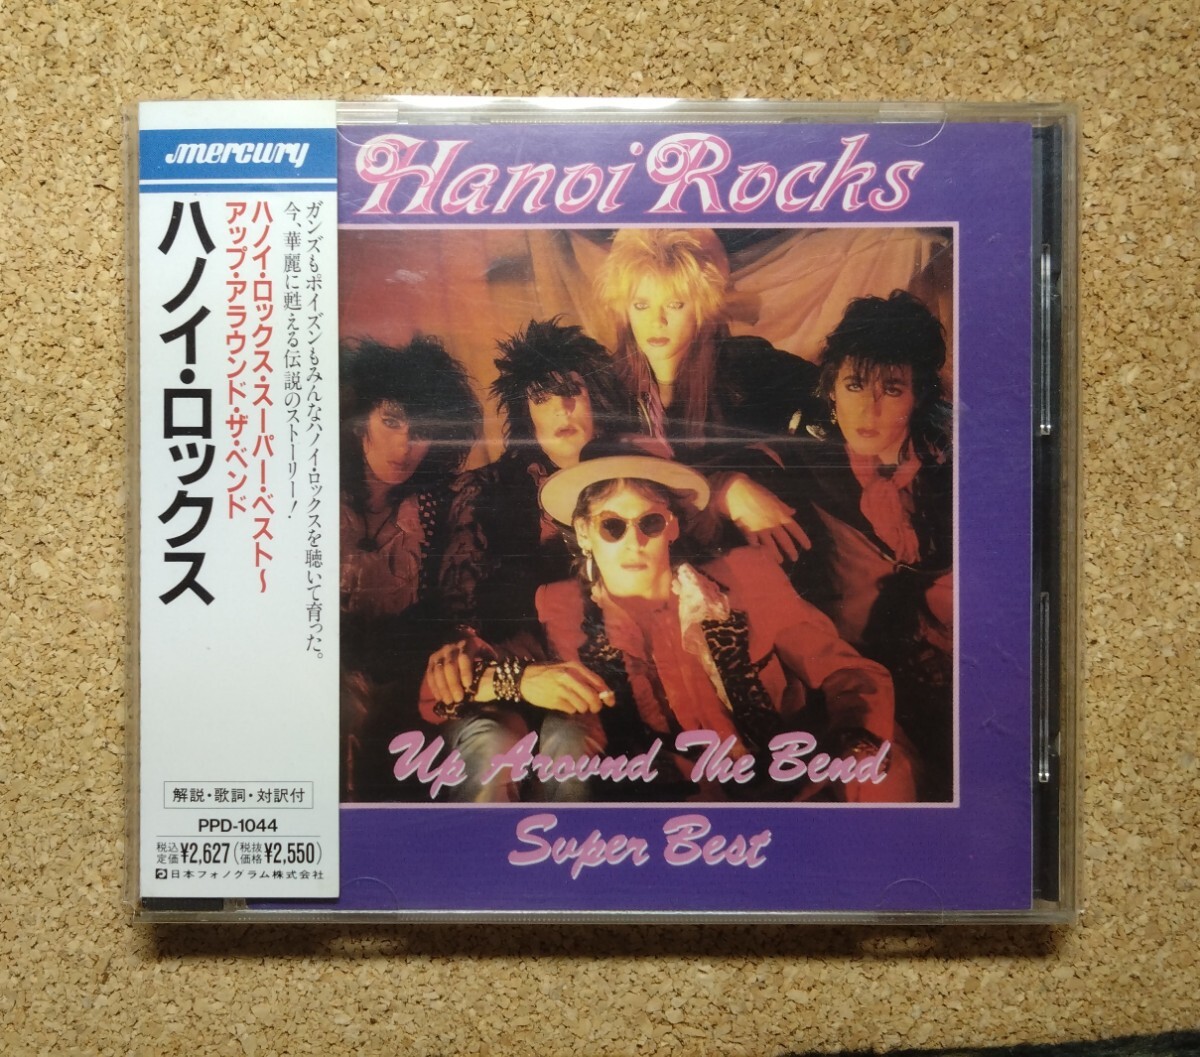 mercury
ガンズもポイズンもみんなハノイ・ロックスを聴いて育った。
今、華麗に甦える伝説のストーリー!
ハノイ・ロックス・スーパー・ベスト〜
アップ・アラウンド・ザ・ベンド
ハノイ・ロックス
解説・歌詞・対訳付
PPD-1044
税込定価¥2,627(税抜価格¥2,550)
日本フォノグラム株式会社
Hanoi Rocks
Up Around The Bend
Super Best